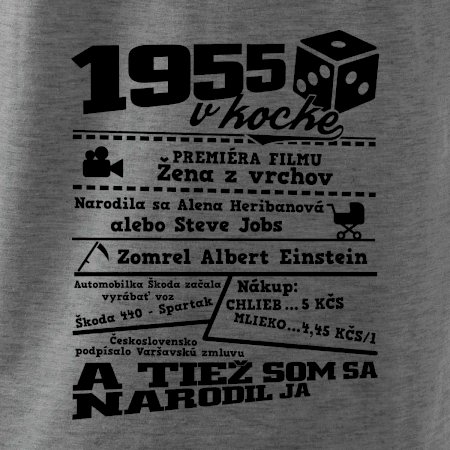 1955
v kocke
PREMIÉRA FILMU
Žena z vrchov
Narodila sa Alena Heribanová
alebo Steve Jobs
Zomrel Albert Einstein
Automobilka Škoda začala
vyrábať voz
Škoda 440 - Spartak
Nákup:
CHLIEB...5 KČS
MLIEKO...4,45 KČS/l
Československo
podpísalo Varšavskú zmluvu
A TIEŽ SOM SA
NARODIL JA